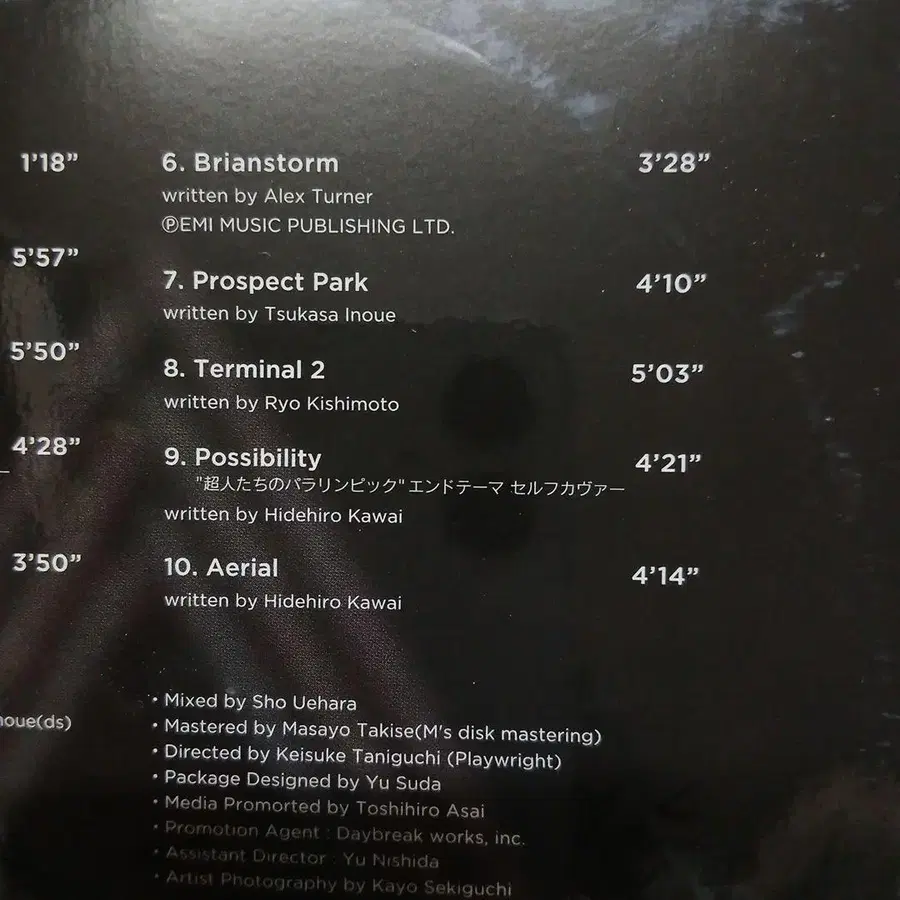 1'18"
5'57"
5'50"
4'28"
3'50"
noue(ds)
6. Brianstorm 3'28"
written by Alex Turner
ⓅEMI MUSIC PUBLISHING LTD.
7. Prospect Park 4'10"
written by Tsukasa Inoue
8. Terminal 2 5'03"
written by Ryo Kishimoto
9. Possibility 4'21"
"超人たちのパラリンピック"エンドテーマ セルフカヴァー
written by Hidehiro Kawai
10. Aerial 4'14"
written by Hidehiro Kawai
・Mixed by Sho Uehara
・Mastered by Masayo Takise(M's disk mastering)
・Directed by Keisuke Taniguchi (Playwright)
・Package Designed by Yu Suda
・Media Promorted by Toshihiro Asai
・Promotion Agent : Daybreak works, inc.
・Assistant Director : Yu Nishida
・Artist Photography by Kayo Sekiguchi